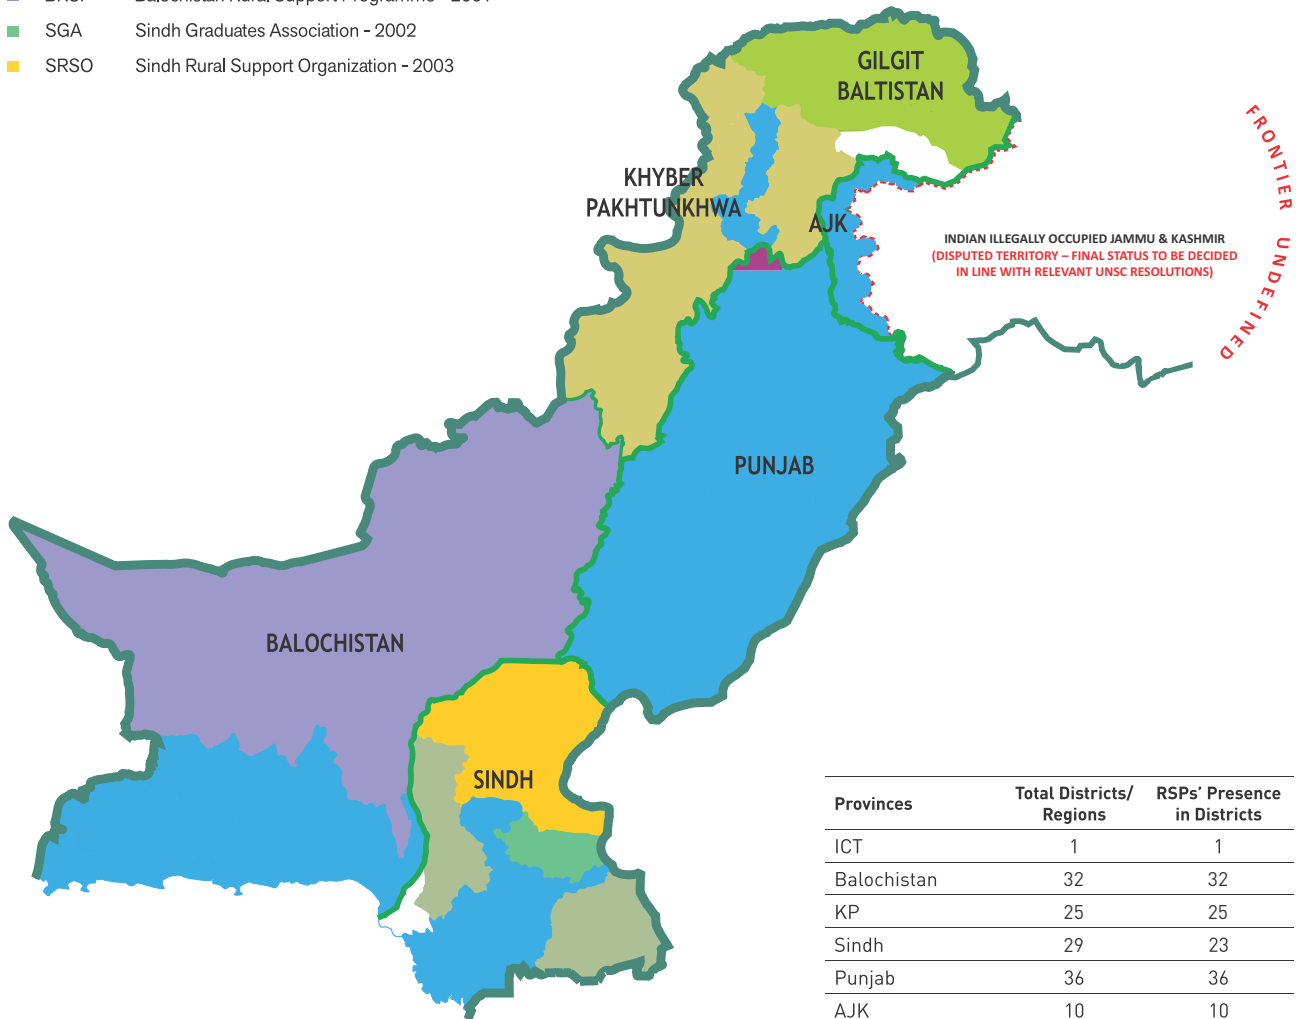 SGA Sindh Graduates Association - 2002
SRSO Sindh Rural Support Organization - 2003
GILGIT
BALTISTAN
FRONTIER UNDEFINED
KHYBER
PAKHTUNKHWA
AJK
INDIAN ILLEGALLY OCCUPIED JAMMU & KASHMIR
(DISPUTED TERRITORY – FINAL STATUS TO BE DECIDED
IN LINE WITH RELEVANT UNSC RESOLUTIONS)
PUNJAB
BALOCHISTAN
SINDH
Provinces Total Districts/ Regions RSPs' Presence in Districts
ICT 1 1
Balochistan 32 32
KP 25 25
Sindh 29 23
Punjab 36 36
AJK 10 10